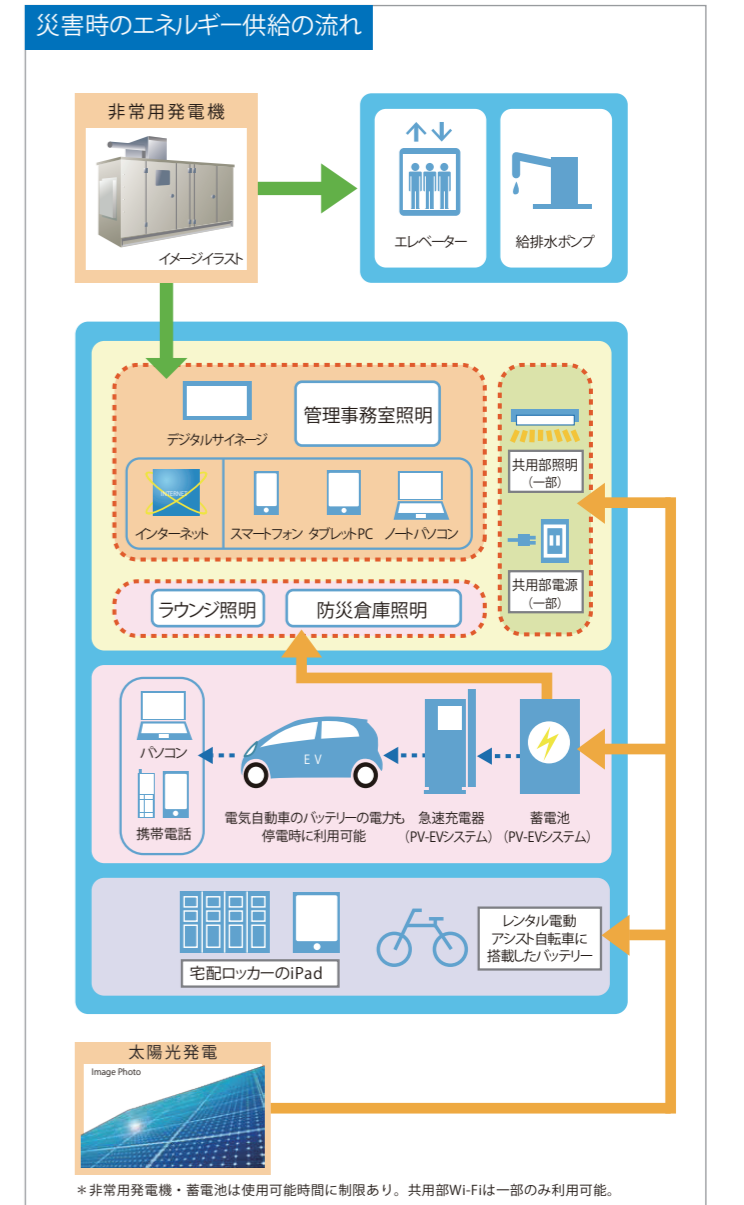 災害時のエネルギー供給の流れ
非常用発電機
イメージイラスト
エレベーター
給排水ポンプ
デジタルサイネージ
管理事務室照明
共用部照明
(一部)
INTERNET
インターネット
スマートフォン
タブレットPC
ノートパソコン
共用部電源
(一部)
ラウンジ照明
防災倉庫照明
パソコン
携帯電話
EV
電気自動車のバッテリーの電力も
停電時に利用可能
急速充電器
(PV-EVシステム)
蓄電池
(PV-EVシステム)
宅配ロッカーのiPad
レンタル電動
アシスト自転車に
搭載したバッテリー
太陽光発電
Image Photo
＊非常用発電機・蓄電池は使用可能時間に制限あり。共用部Wi-Fiは一部のみ利用可能。